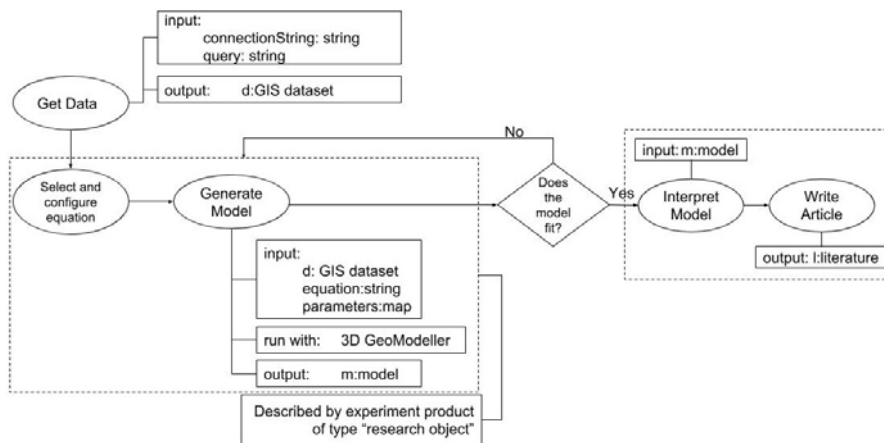 input:
connectionString: string
query: string
output: d:GIS dataset
Get Data
No
Select and
configure
equation
Generate
Model
Does
the
model
fit?
Yes
input: m:model
Interpret
Model
Write
Article
output: l:literature
input:
d: GIS dataset
equation:string
parameters:map
run with: 3D GeoModeller
output: m:model
Described by experiment product
of type “research object”